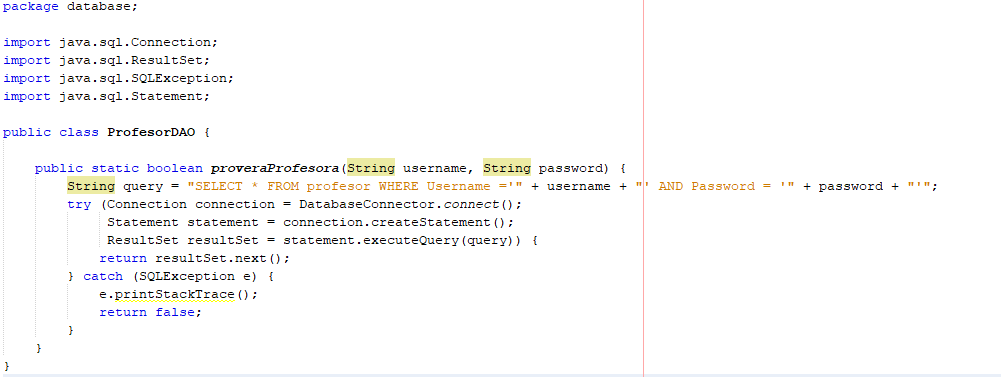 package database;
import java.sql.Connection;
import java.sql.ResultSet;
import java.sql.SQLException;
import java.sql.Statement;
public class ProfesorDAO {
public static boolean proveraProfesora(String username, String password) {
String query = "SELECT * FROM profesor WHERE Username ='" + username + "' AND Password = '" + password + "'";
try (Connection connection = DatabaseConnector.connect();
Statement statement = connection.createStatement();
ResultSet resultSet = statement.executeQuery(query)) {
return resultSet.next();
} catch (SQLException e) {
e.printStackTrace();
return false;
}
}
}